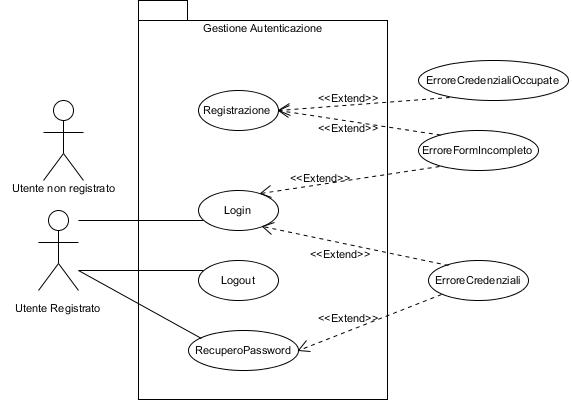 Gestione Autenticazione
ErroreCredenzialiOccupate
<<Extend>>
Registrazione
<<Extend>>
ErroreFormIncompleto
<<Extend>>
Utente non registrato
Login
<<Extend>>
Logout
ErroreCredenziali
Utente Registrato
<<Extend>>
RecuperoPassword